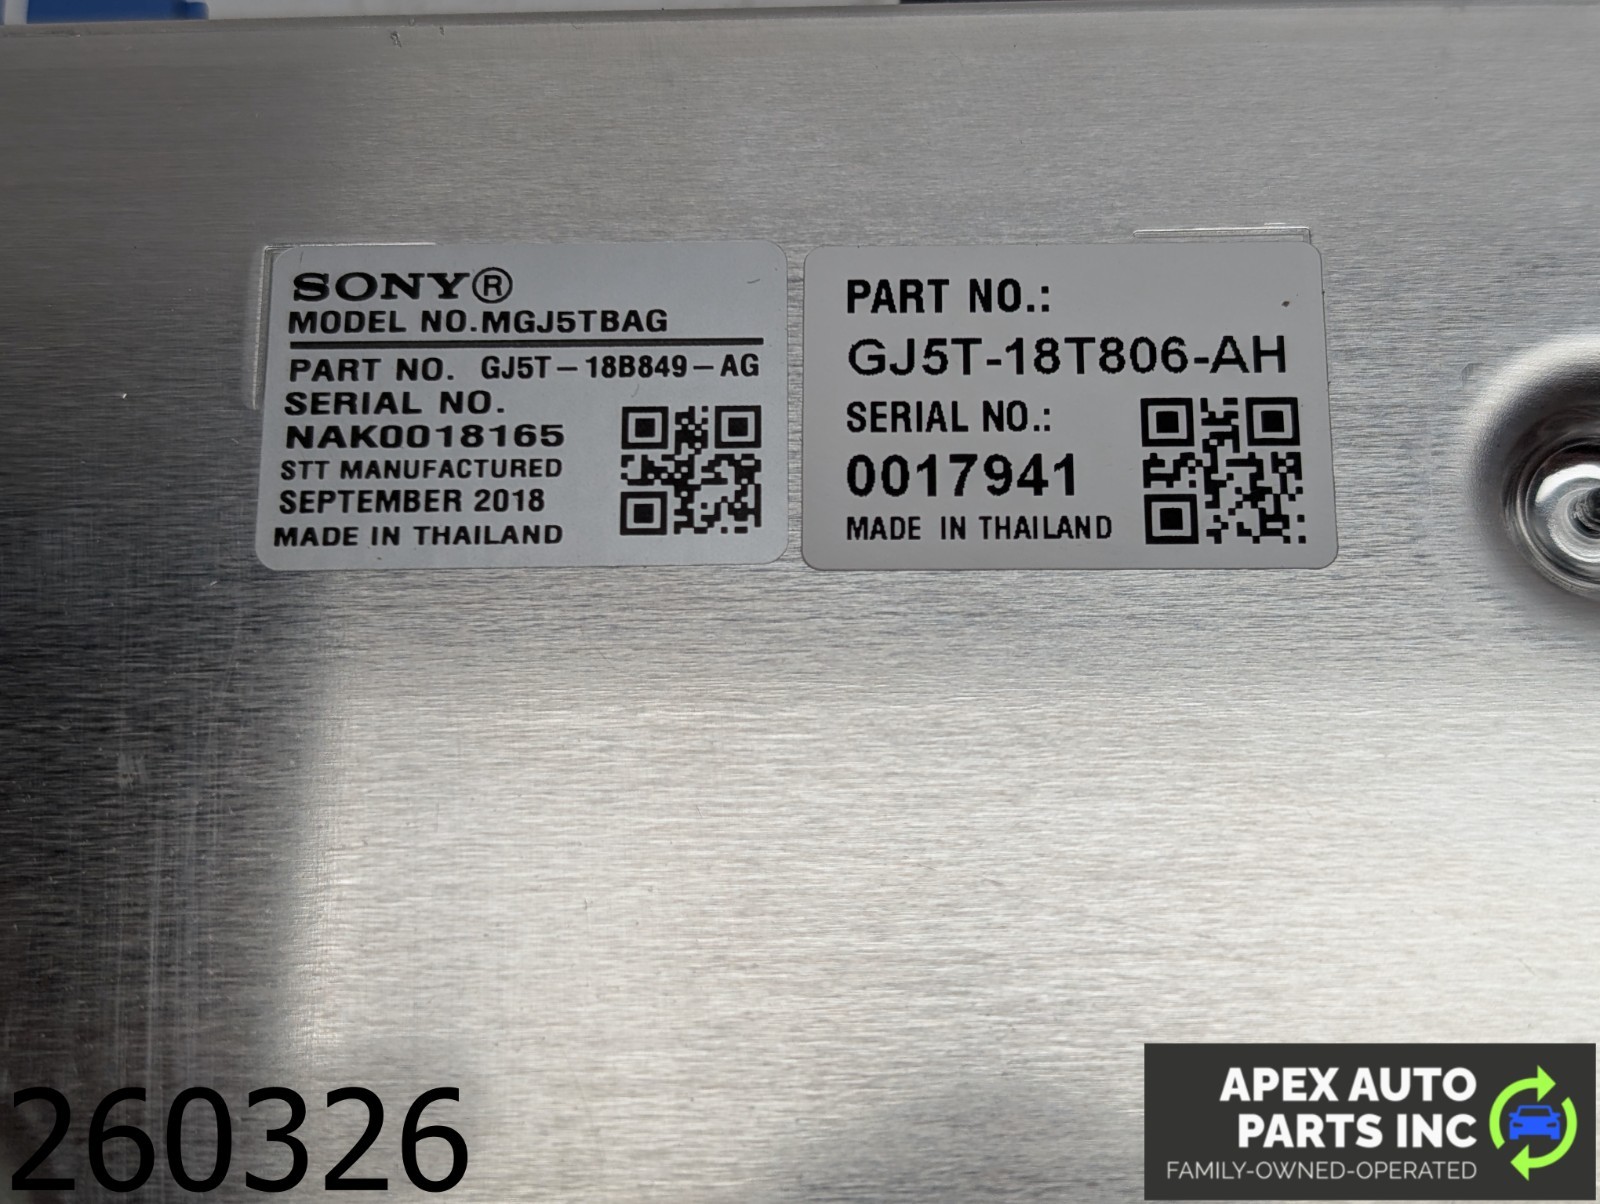 SONY®
MODEL NO.MGJ5TBAG
PART NO. GJ5T-18B849-AG
SERIAL NO.
NAK0018165
STT MANUFACTURED
SEPTEMBER 2018
MADE IN THAILAND
PART NO.:
GJ5T-18T806-AH
SERIAL NO.:
0017941
MADE IN THAILAND
260326
APEX AUTO
PARTS INC
FAMILY-OWNED-OPERATED